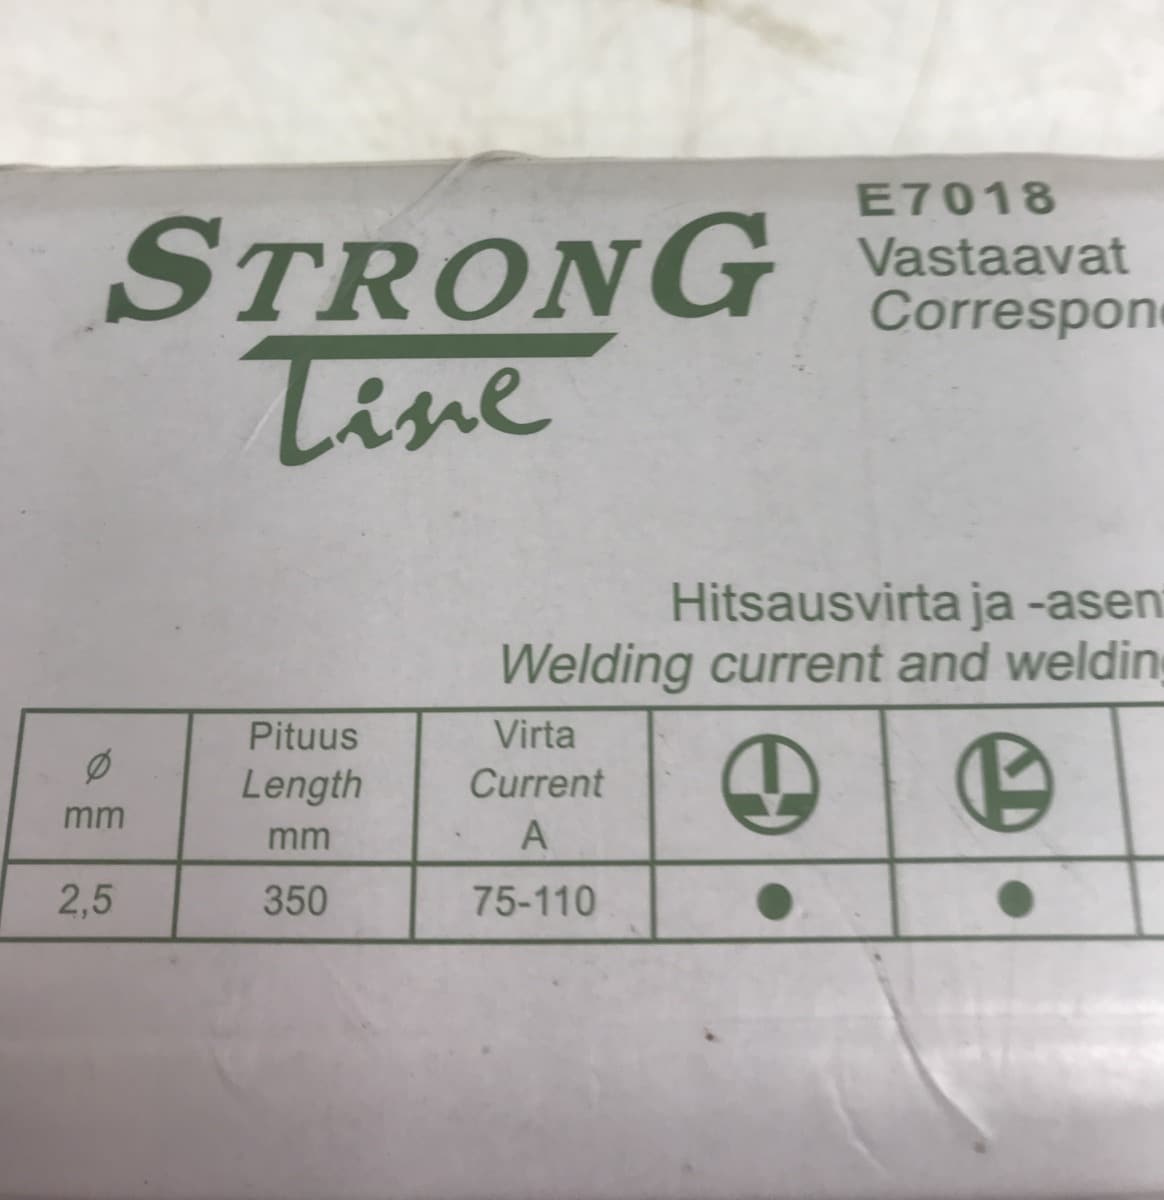 STRONG
Line
E7018
Vastaavat
Hitsausvirta ja
Welding current and
Ø
mm
Pituus
Length
mm
Virta
Current
A
2,5
350
75-110